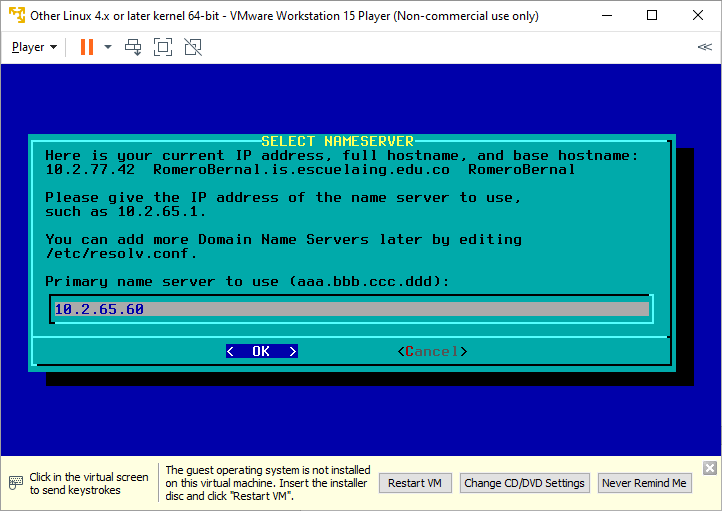 Other Linux 4.x or later kernel 64-bit - VMware Workstation 15 Player (Non-commercial use only)
Player
SELECT NAMESERVER
Here is your current IP address, full hostname, and base hostname:
10.2.77.42  RomeroBernal.is.escuelaing.edu.co  RomeroBernal
Please give the IP address of the name server to use,
such as 10.2.65.1.
You can add more Domain Name Servers later by editing
/etc/resolv.conf.
Primary name server to use (aaa.bbb.ccc.ddd):
10.2.65.60
<  OK  > <Cancel>
Click in the virtual screen
to send keystrokes
The guest operating system is not installed
on this virtual machine. Insert the installer
disc and click "Restart VM".
Restart VM
Change CD/DVD Settings
Never Remind Me